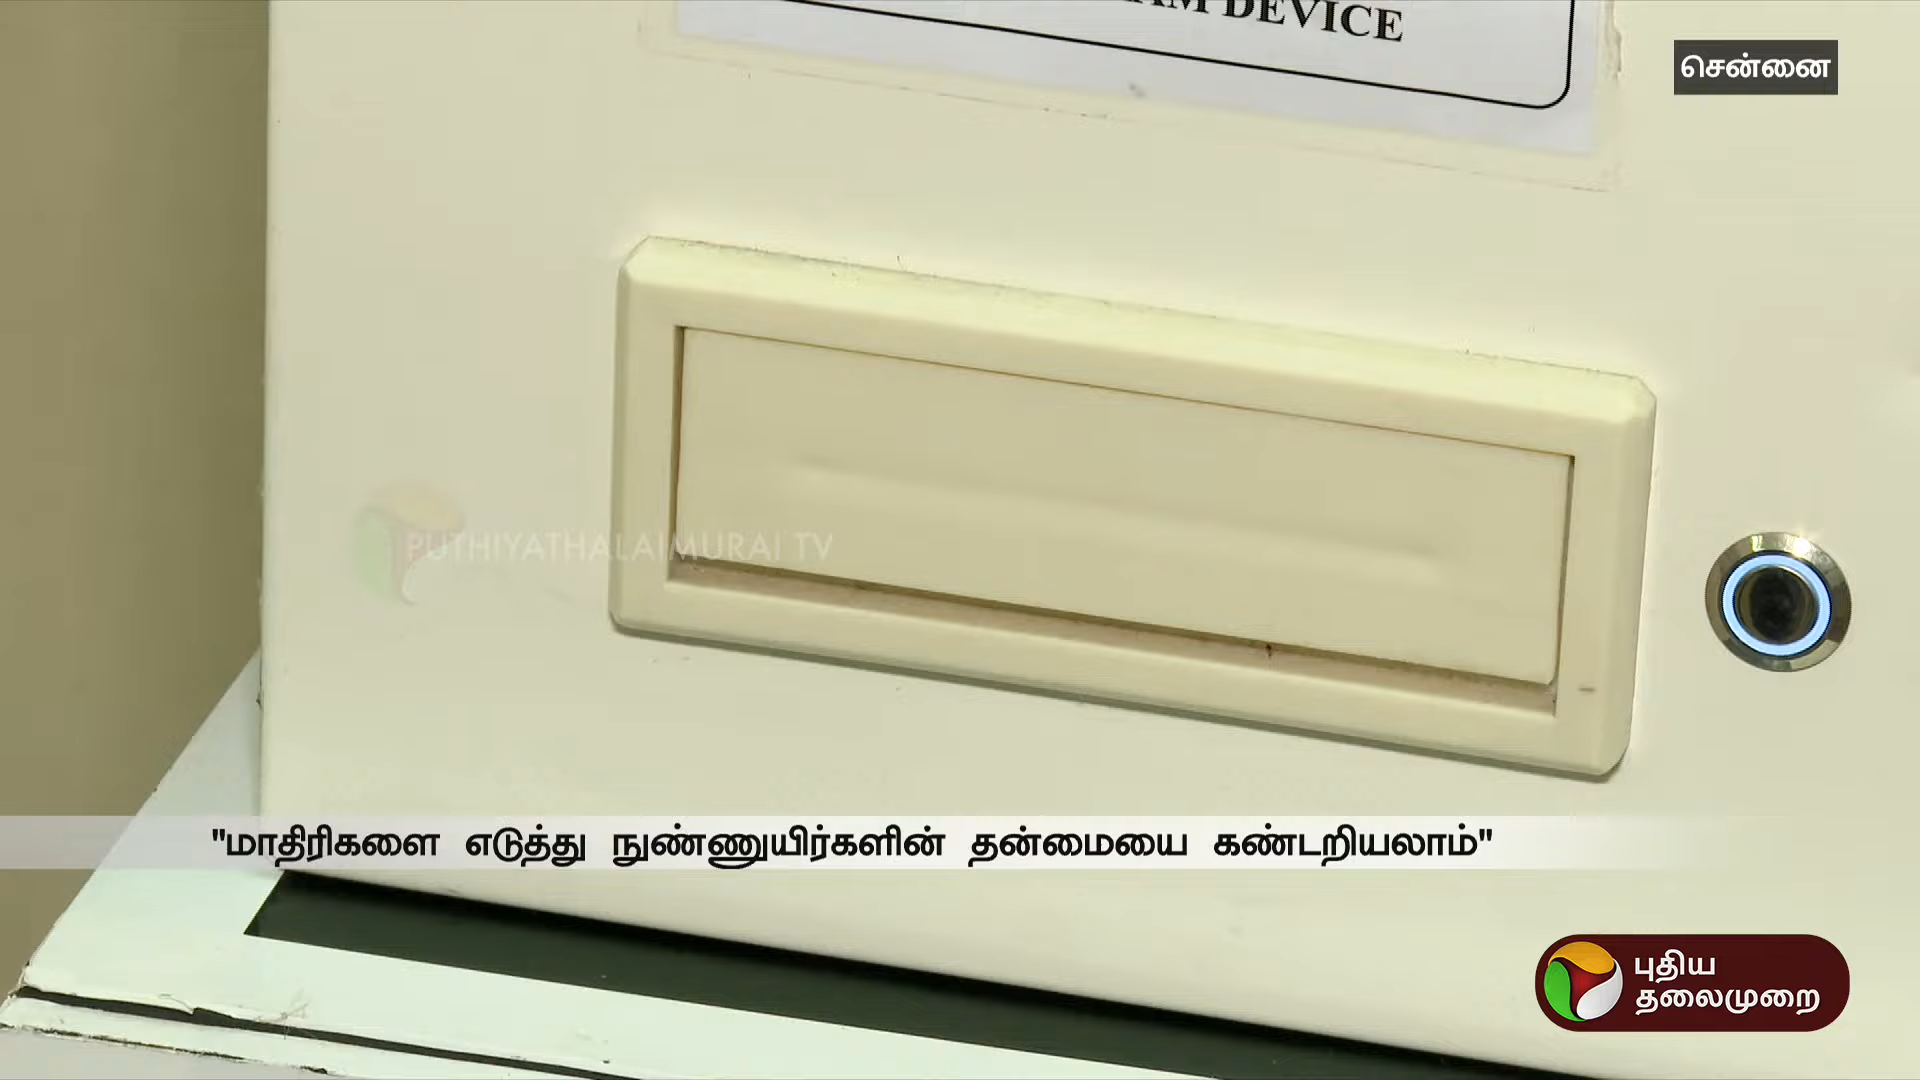 DEVICE
சென்னை
PUTHIYATHALAIMURAI TV
"மாதிரிகளை எடுத்து நுண்ணுயிர்களின் தன்மையை கண்டறியலாம்"
புதிய
தலைமுறை